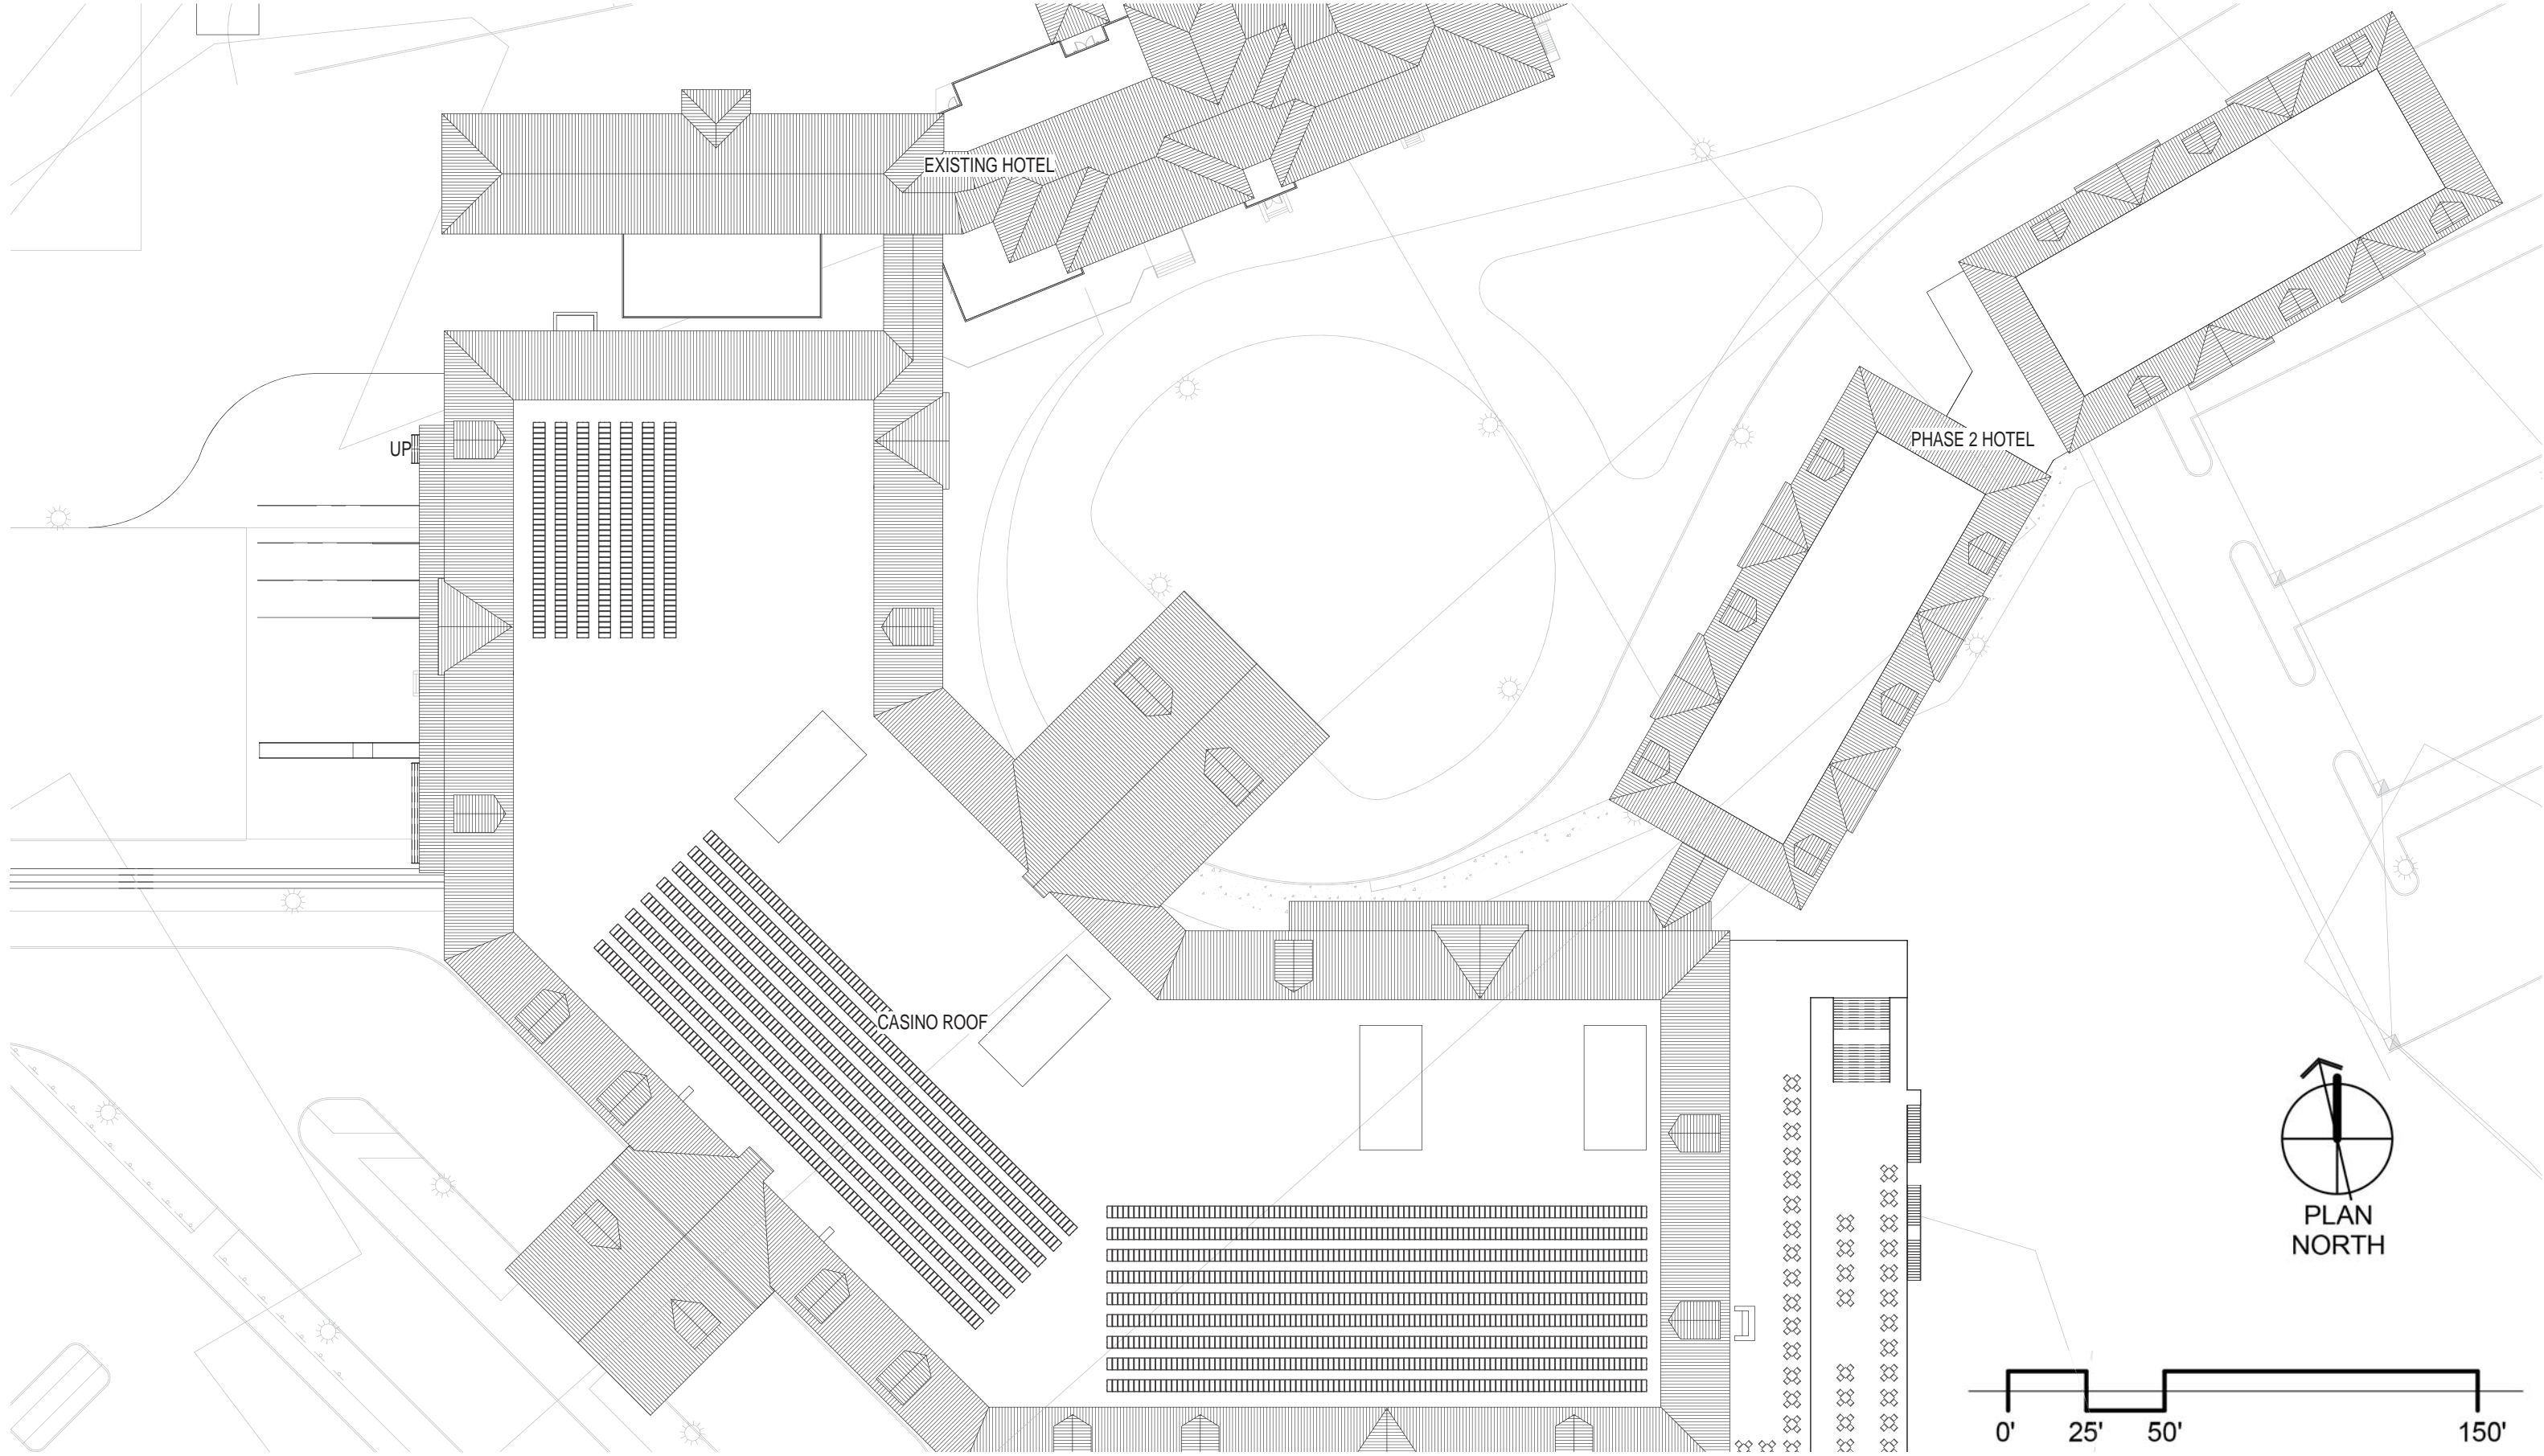 EXISTING HOTEL
UP
PHASE 2 HOTEL
CASINO ROOF
PLAN
NORTH
0' 25' 50' 150'